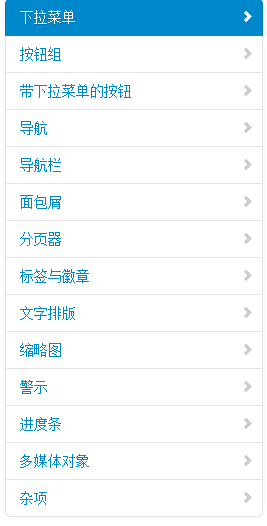 下拉菜单
按钮组
带下拉菜单的按钮
导航
导航栏
面包屑
分页器
标签与徽章
文字排版
缩略图
警示
进度条
多媒体对象
杂项